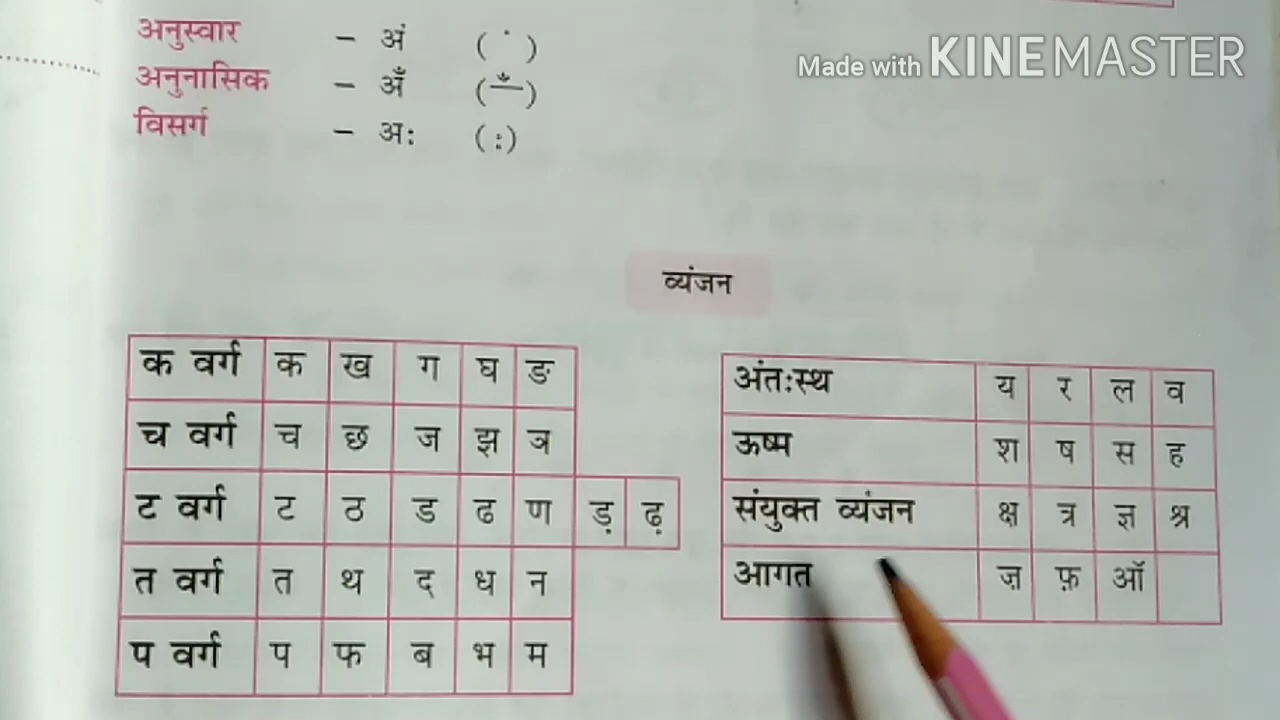 अनुस्वार – अं ( ं )
Made with KINEMASTER
अनुनासिक – अँ ( ँ )
विसर्ग – अः (ः)
व्यंजन
क वर्ग क ख ग घ ङ
च वर्ग च छ ज झ ञ
ट वर्ग ट ठ ड ढ ण ड़ ढ़
त वर्ग त थ द ध न
प वर्ग प फ ब भ म
अंतःस्थ य र ल व
ऊष्म श ष स ह
संयुक्त व्यंजन क्ष त्र ज्ञ श्र
आगत ज़ फ़ ऑ